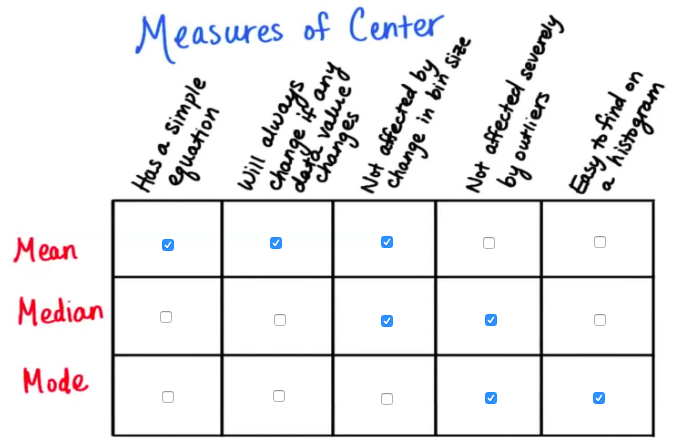 Measures of Center
Has a simple
equation
Will always
change if any
data value
changes
Not affected by
change in bin size
Not affected severely
by outliers
Easy to find on
a histogram
Mean
Median
Mode